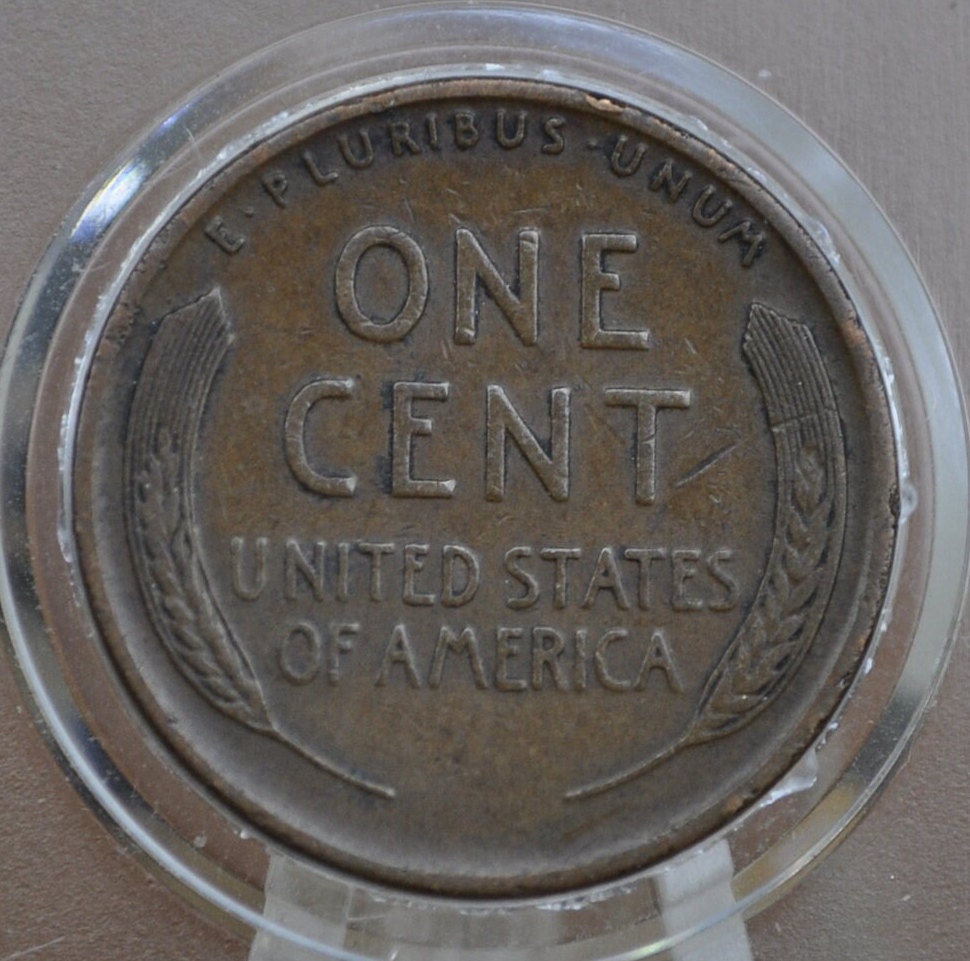 E·PLURIBUS·UNUM
ONE
CENT
UNITED STATES
OF AMERICA